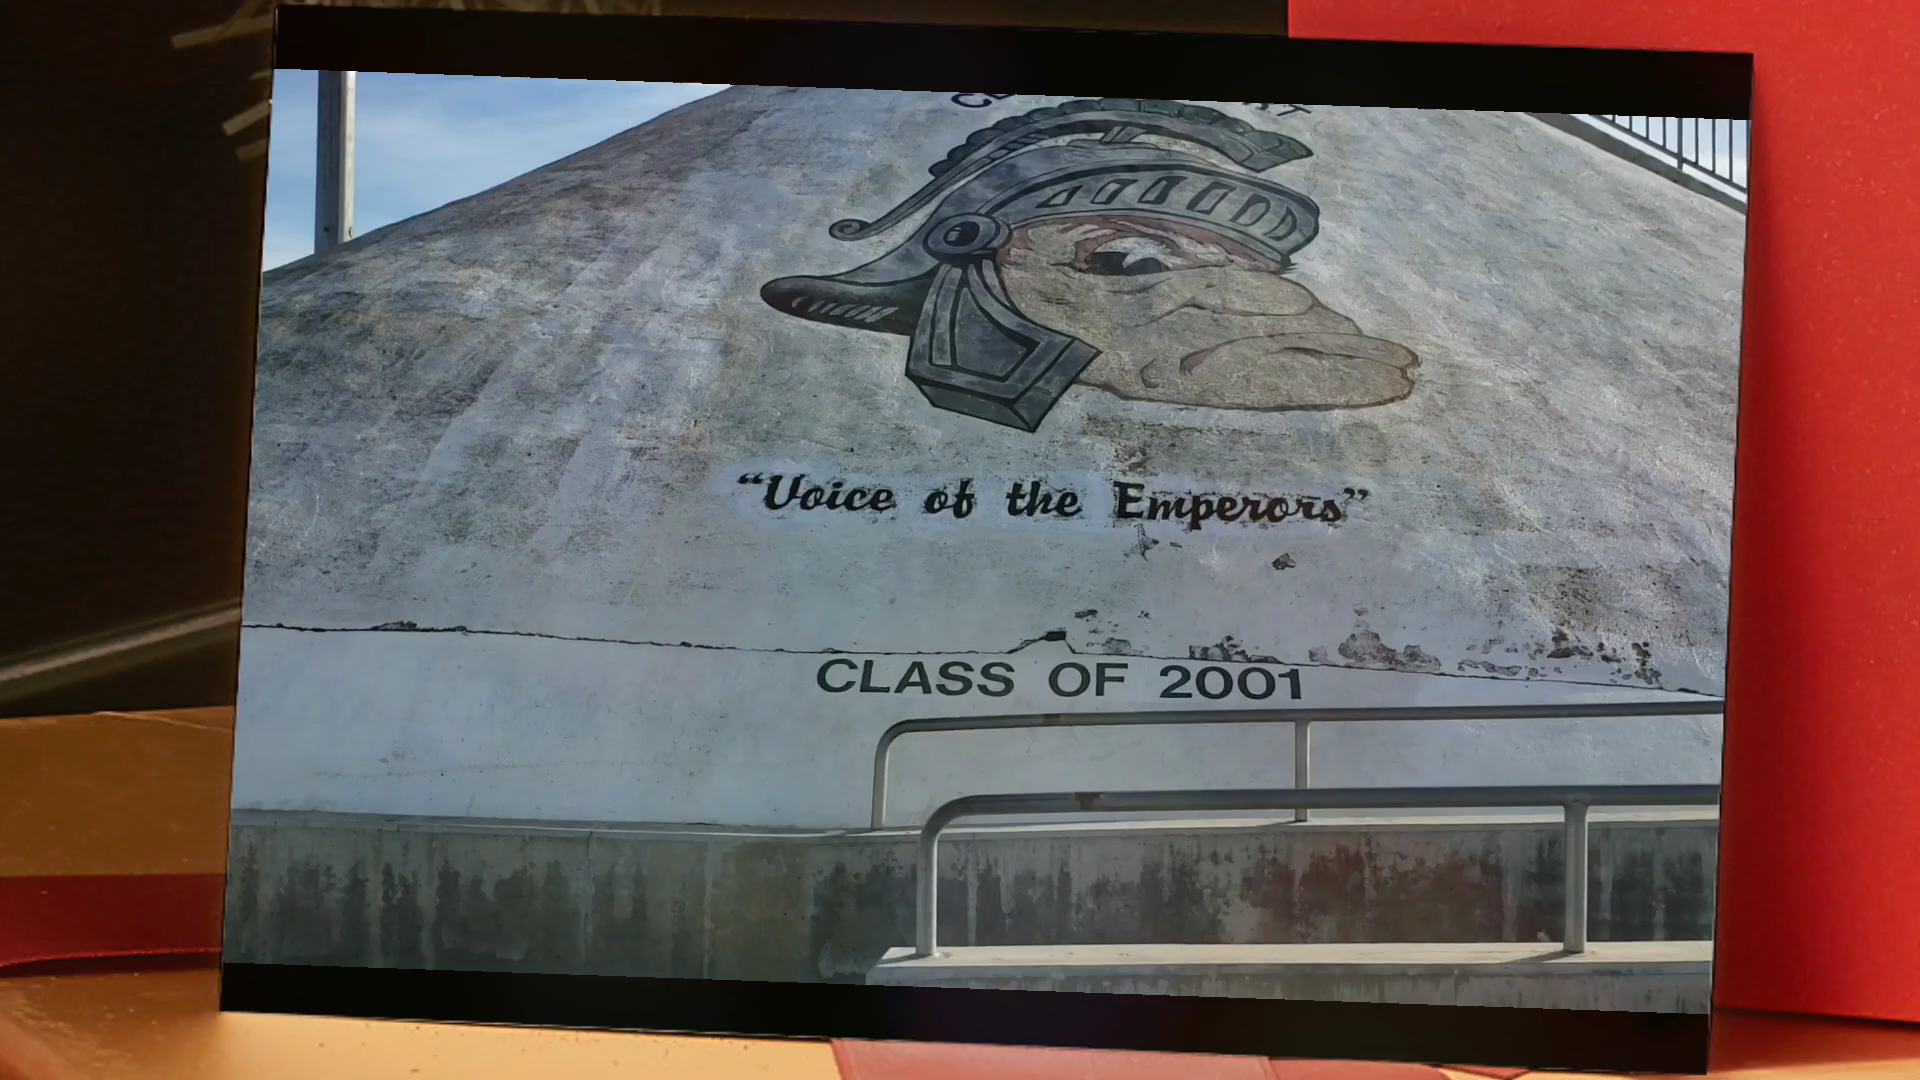 “Voice of the Emperors”
CLASS OF 2001